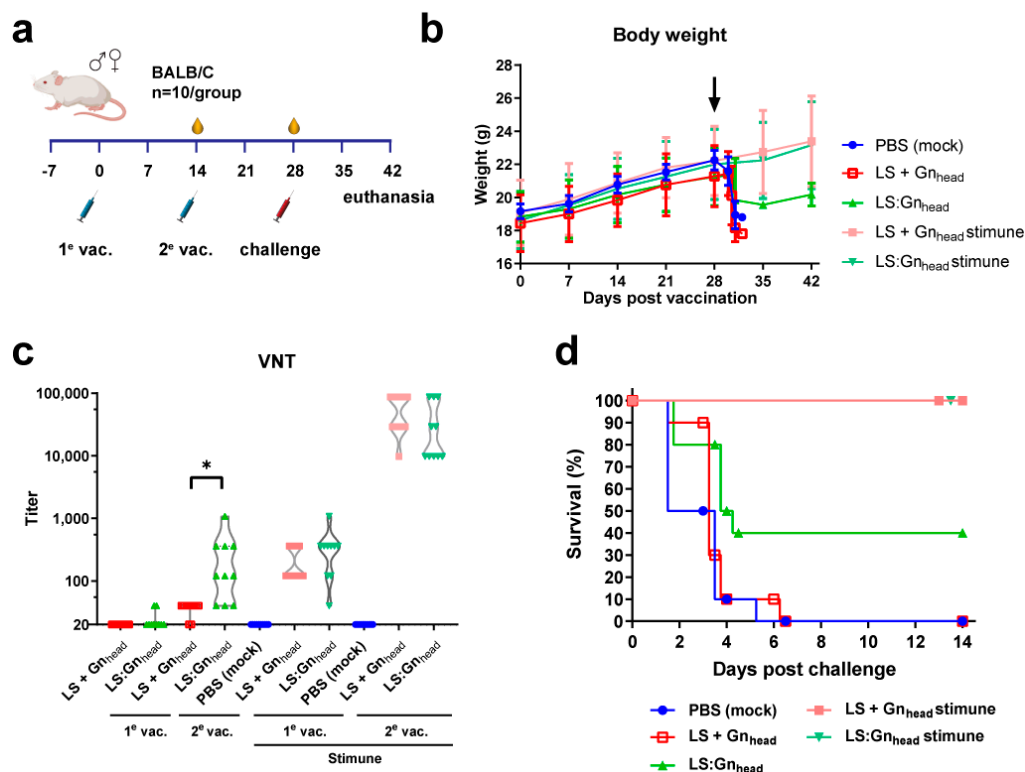 a
♂♀
BALB/C
n=10/group
-7 0 7 14 21 28 35 42
euthanasia
1ᵉ vac. 2ᵉ vac. challenge
b
Body weight
Weight (g)
28
26
24
22
20
18
16
0 7 14 21 28 35 42
Days post vaccination
PBS (mock)
LS + Gnhead
LS:Gnhead
LS + Gnhead stimune
LS:Gnhead stimune
c
VNT
Titer
100,000
10,000
1,000
100
20
*
LS + Gnhead
LS:Gnhead
LS + Gnhead
LS:Gnhead
PBS (mock)
LS + Gnhead
LS:Gnhead
PBS (mock)
LS + Gnhead
LS:Gnhead
1ᵉ vac. 2ᵉ vac. 1ᵉ vac. 2ᵉ vac.
Stimune
d
Survival (%)
100
90
80
70
60
50
40
30
20
10
0
0 2 4 6 8 10 12 14
Days post challenge
PBS (mock)
LS + Gnhead
LS:Gnhead
LS + Gnhead stimune
LS:Gnhead stimune